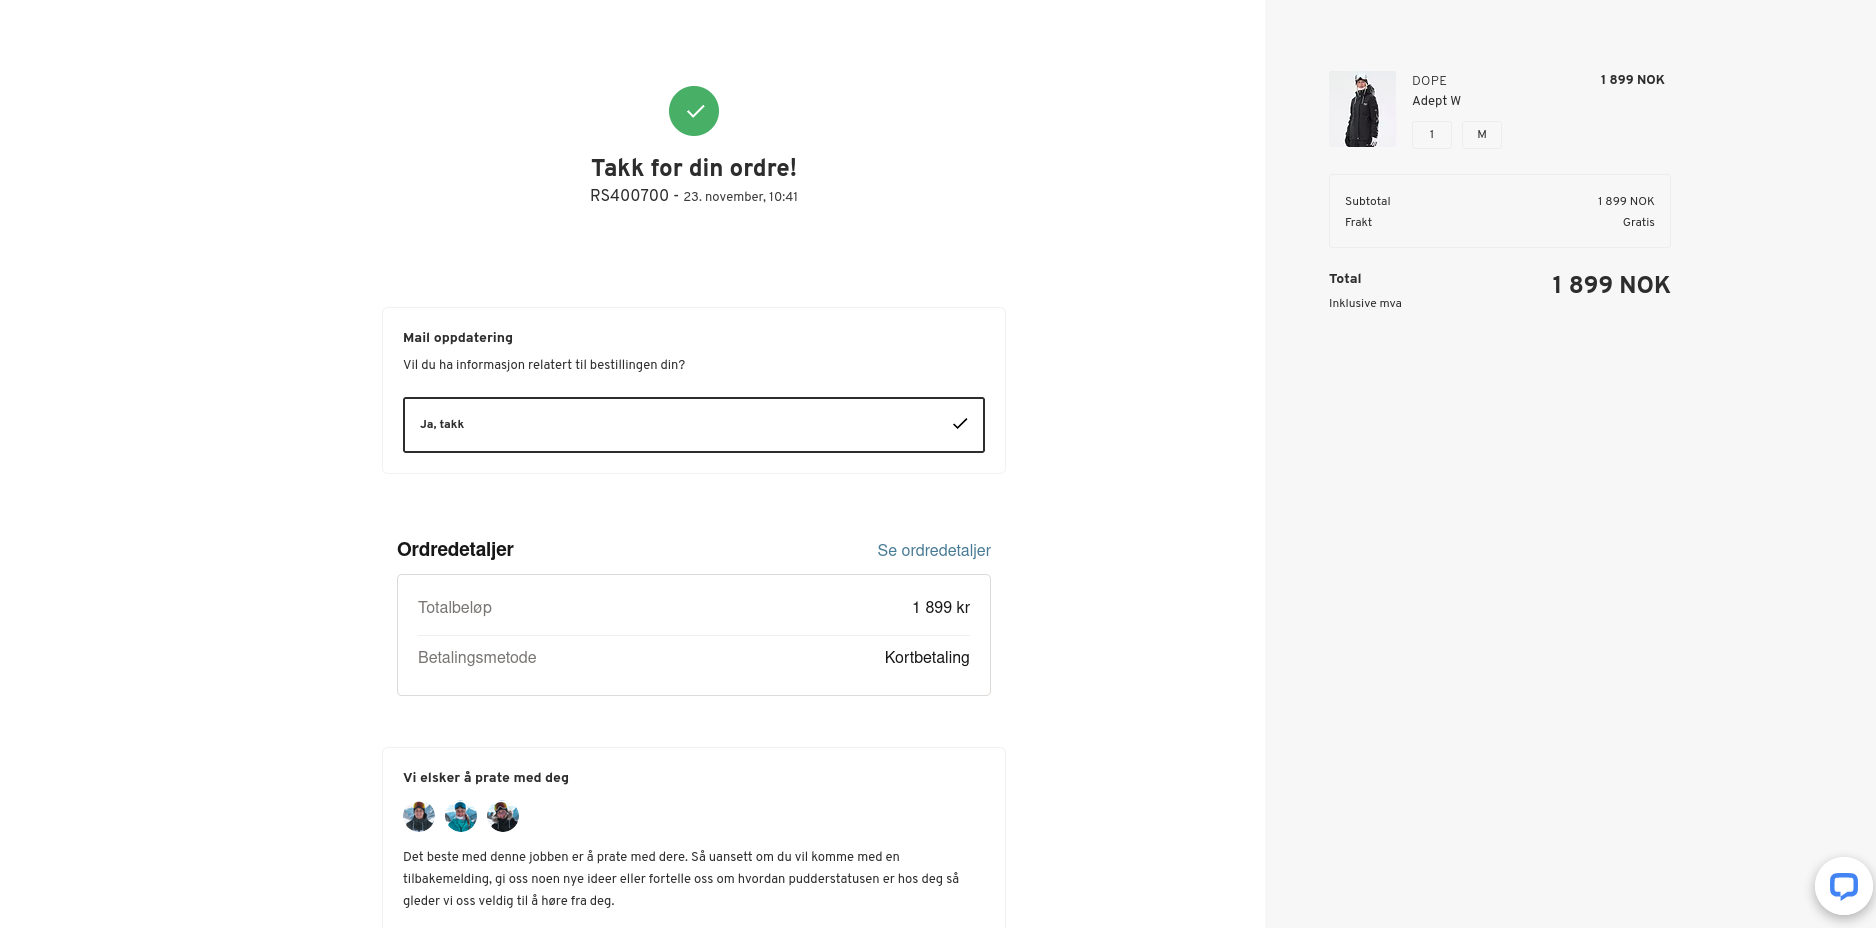 Takk for din ordre!
RS400700 - 23. november, 10:41
Mail oppdatering
Vil du ha informasjon relatert til bestillingen din?
Ja, takk
Ordredetaljer
Se ordredetaljer
Totalbeløp
1 899 kr
Betalingsmetode
Kortbetaling
Vi elsker å prate med deg
Det beste med denne jobben er å prate med dere. Så uansett om du vil komme med en
tilbakemelding, gi oss noen nye ideer eller fortelle oss om hvordan pudderstatusen er hos deg så
gleder vi oss veldig til å høre fra deg.
DOPE
1 899 NOK
Adept W
1
M
Subtotal
1 899 NOK
Frakt
Gratis
Total
1 899 NOK
Inklusive mva